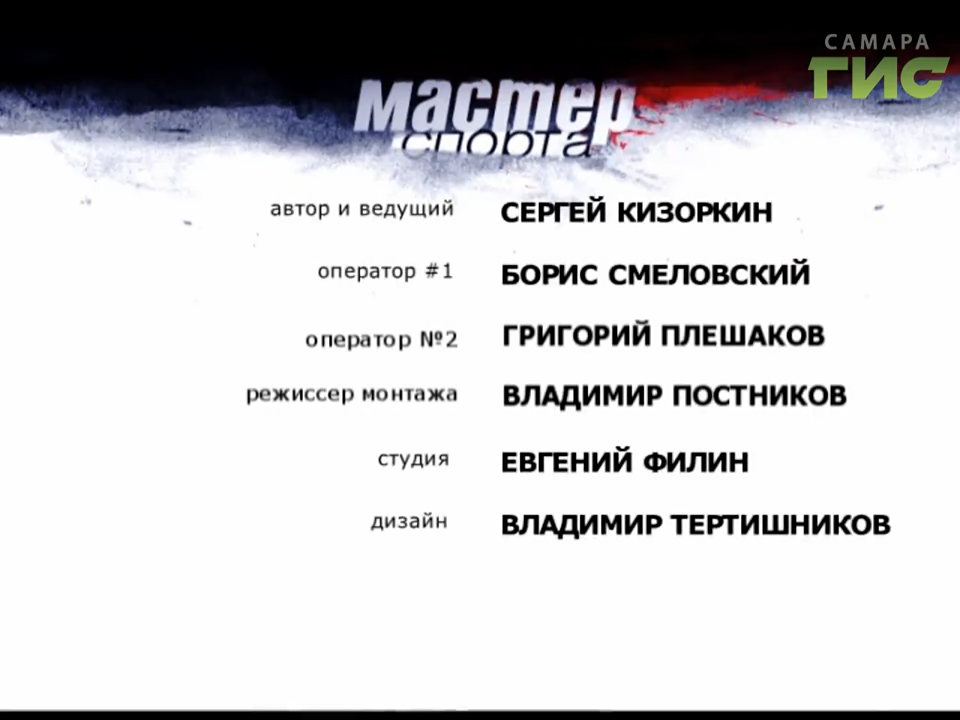 САМАРА
ГИС
мастер
спорта
автор и ведущий СЕРГЕЙ КИЗОРКИН
оператор #1 БОРИС СМЕЛОВСКИЙ
оператор №2 ГРИГОРИЙ ПЛЕШАКОВ
режиссер монтажа ВЛАДИМИР ПОСТНИКОВ
студия ЕВГЕНИЙ ФИЛИН
дизайн ВЛАДИМИР ТЕРТИШНИКОВ